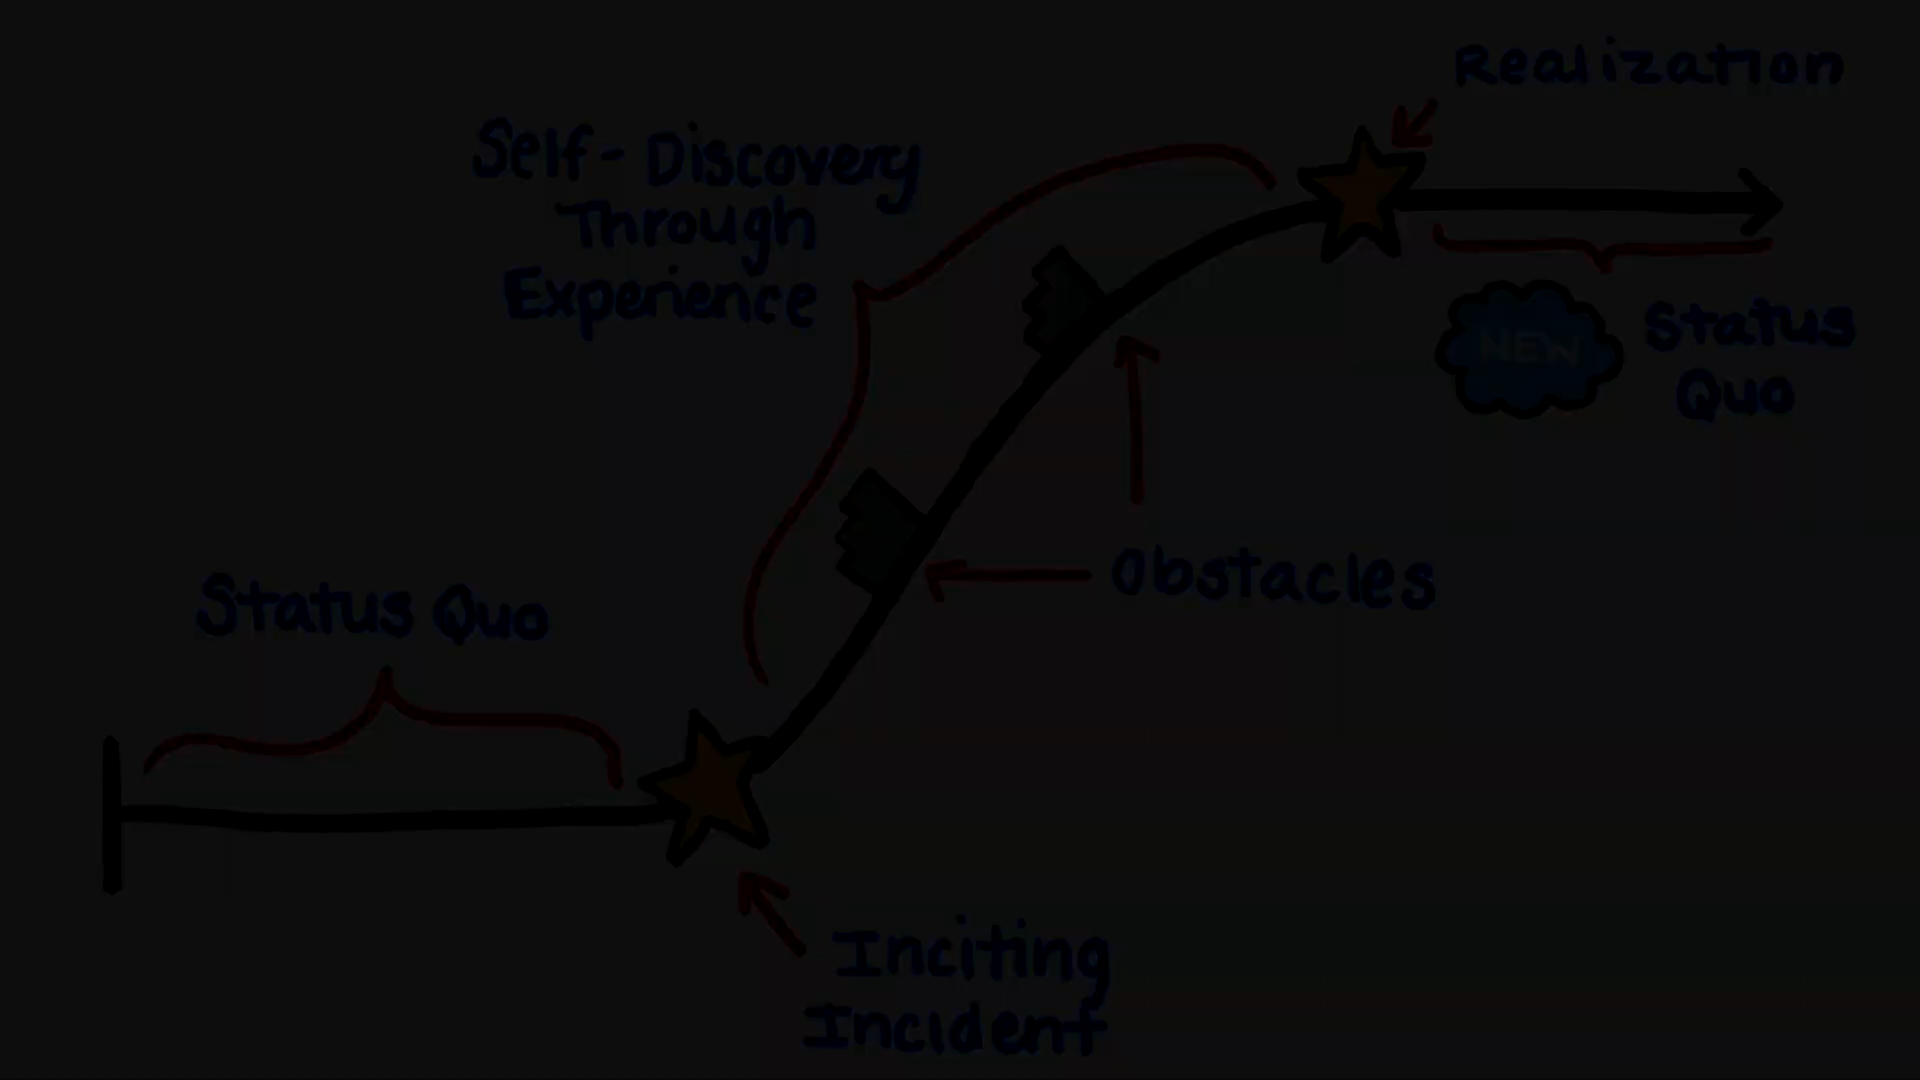 Realization
Self-Discovery
Through
Experience
NEW
Status
Quo
Obstacles
Status Quo
Inciting
Incident